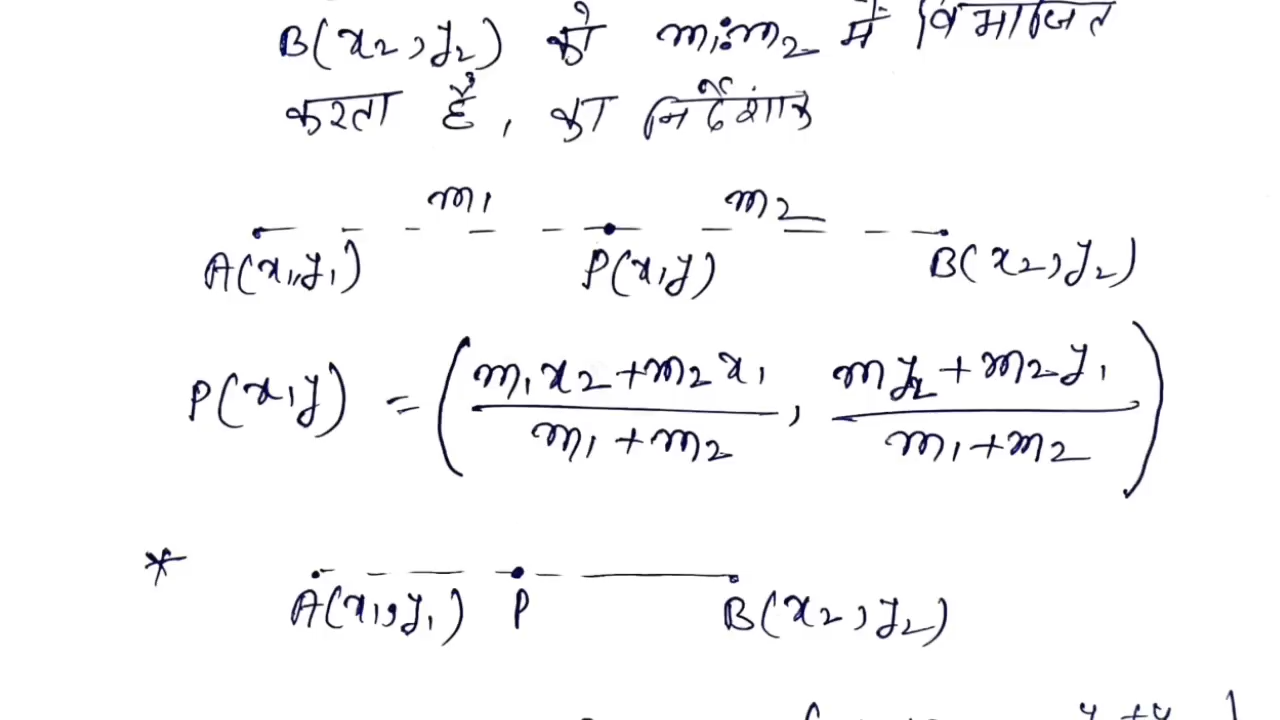 B(x2, y2) को m1:m2 में विभाजित
करता है, का निर्देशांक
m1 m2
A(x1,y1) P(x,y) B(x2,y2)
P(x,y) = ( m1x2+m2x1 / m1+m2 , my2+m2y1 / m1+m2 )
* A(x1,y1) P B(x2,y2)